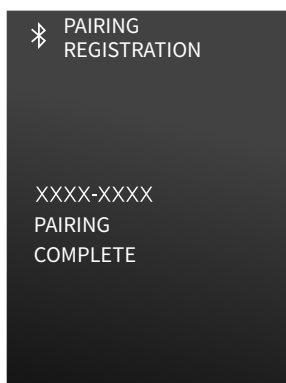 PAIRING
REGISTRATION
XXXX-XXXX
PAIRING
COMPLETE